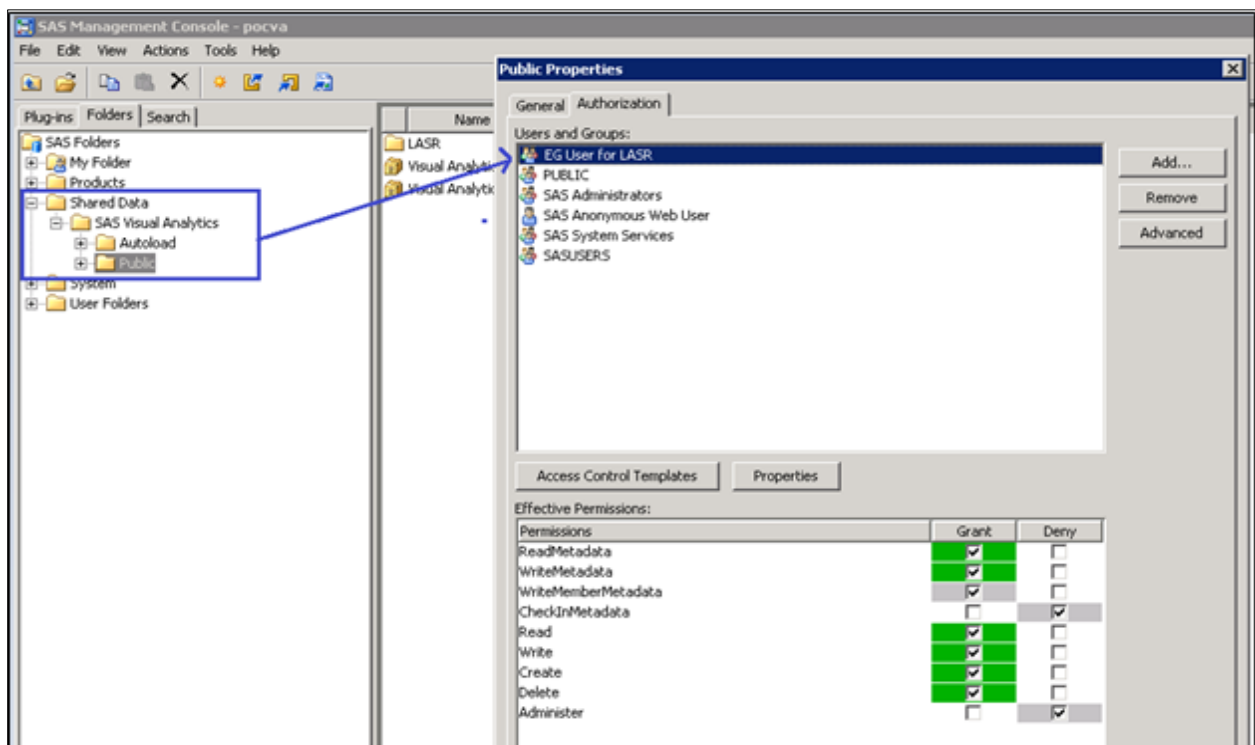 SAS Management Console - pocva
File Edit View Actions Tools Help
Plug-ins Folders Search
SAS Folders
My Folder
Products
Shared Data
SAS Visual Analytics
Autoload
Public
System
User Folders
Name
LASR
Visual Analytic
Visual Analytic
Public Properties
General Authorization
Users and Groups:
EG User for LASR
PUBLIC
SAS Administrators
SAS Anonymous Web User
SAS System Services
SASUSERS
Add...
Remove
Advanced
Access Control Templates Properties
Effective Permissions:
Permissions Grant Deny
ReadMetadata
WriteMetadata
WriteMemberMetadata
CheckInMetadata
Read
Write
Create
Delete
Administer